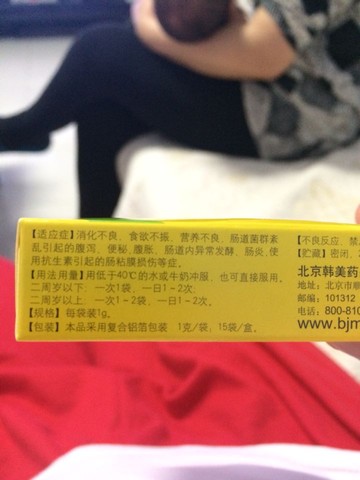 【适应症】消化不良、食欲不振、营养不良，肠道菌群紊
乱引起的腹泻、便秘、腹胀、肠道内异常发酵、肠炎，使
用抗生素引起的肠粘膜损伤等症。
【用法用量】用低于40℃的水或牛奶冲服，也可直接服用。
二周岁以下：一次1袋，一日1~2次；
二周岁以上：一次1~2袋，一日1~2次。
【规格】每袋装1g。
【包装】本品采用复合铝箔包装 1克/袋，15袋/盒。
【不良反应、禁
【贮藏】密闭，
北京韩美药
地址：北京市顺
邮编：101312
电话：800-810
www.bjm